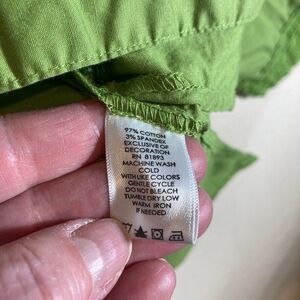 97% COTTON
3% SPANDEX
EXCLUSIVE OF
DECORATION
RN 81893
MACHINE WASH
COLD
WITH LIKE COLORS
GENTLE CYCLE
DO NOT BLEACH
TUMBLE DRY LOW
WARM IRON
IF NEEDED